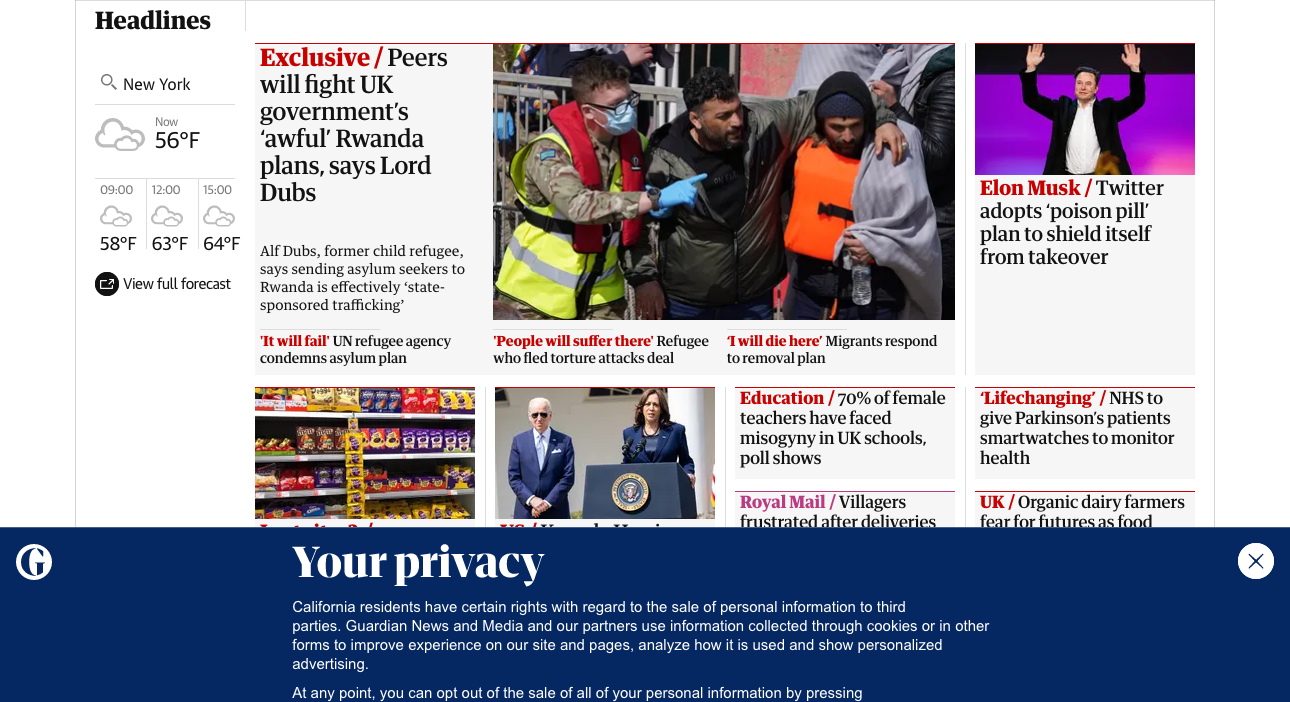 Headlines
New York
Now
56°F
09:00
12:00
15:00
58°F
63°F
64°F
View full forecast
Exclusive / Peers
will fight UK
government’s
‘awful’ Rwanda
plans, says Lord
Dubs
Alf Dubs, former child refugee,
says sending asylum seekers to
Rwanda is effectively ‘state-
sponsored trafficking’
'It will fail' UN refugee agency
condemns asylum plan
'People will suffer there' Refugee
who fled torture attacks deal
‘I will die here’ Migrants respond
to removal plan
Elon Musk / Twitter
adopts ‘poison pill’
plan to shield itself
from takeover
Education / 70% of female
teachers have faced
misogyny in UK schools,
poll shows
‘Lifechanging’ / NHS to
give Parkinson’s patients
smartwatches to monitor
health
Royal Mail / Villagers
frustrated after deliveries
UK / Organic dairy farmers
fear for futures as food
Your privacy
California residents have certain rights with regard to the sale of personal information to third
parties. Guardian News and Media and our partners use information collected through cookies or in other
forms to improve experience on our site and pages, analyze how it is used and show personalized
advertising.
At any point, you can opt out of the sale of all of your personal information by pressing